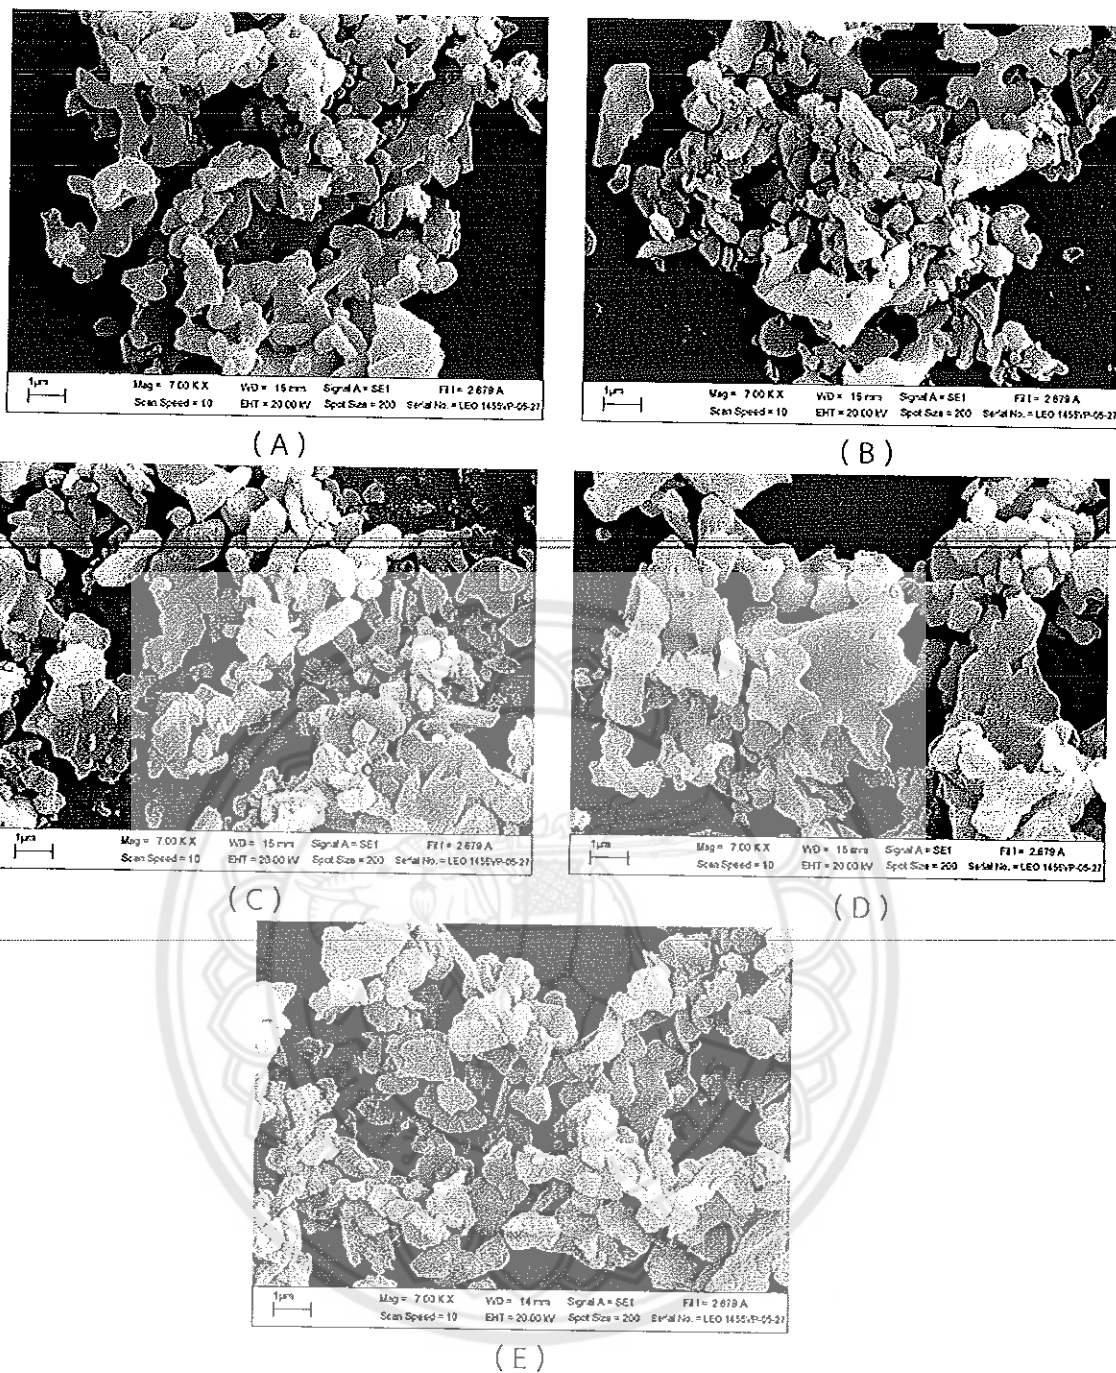 1μm Mag = 7.00 K X WD = 15 mm Signal A = SE1 Fil I = 2.679 A
Scan Speed = 10 EHT = 20.00 kV Spot Size = 200 Serial No. = LEO 1455VP-05-27
(A)
1μm Mag = 7.00 K X WD = 15 mm Signal A = SE1 Fil I = 2.679 A
Scan Speed = 10 EHT = 20.00 kV Spot Size = 200 Serial No. = LEO 1455VP-05-27
(B)
1μm Mag = 7.00 K X WD = 15 mm Signal A = SE1 Fil I = 2.679 A
Scan Speed = 10 EHT = 20.00 kV Spot Size = 200 Serial No. = LEO 1455VP-05-27
(C)
1μm Mag = 7.00 K X WD = 15 mm Signal A = SE1 Fil I = 2.679 A
Scan Speed = 10 EHT = 20.00 kV Spot Size = 200 Serial No. = LEO 1455VP-05-27
(D)
1μm Mag = 7.00 K X WD = 14 mm Signal A = SE1 Fil I = 2.679 A
Scan Speed = 10 EHT = 20.00 kV Spot Size = 200 Serial No. = LEO 1455VP-05-27
(E)